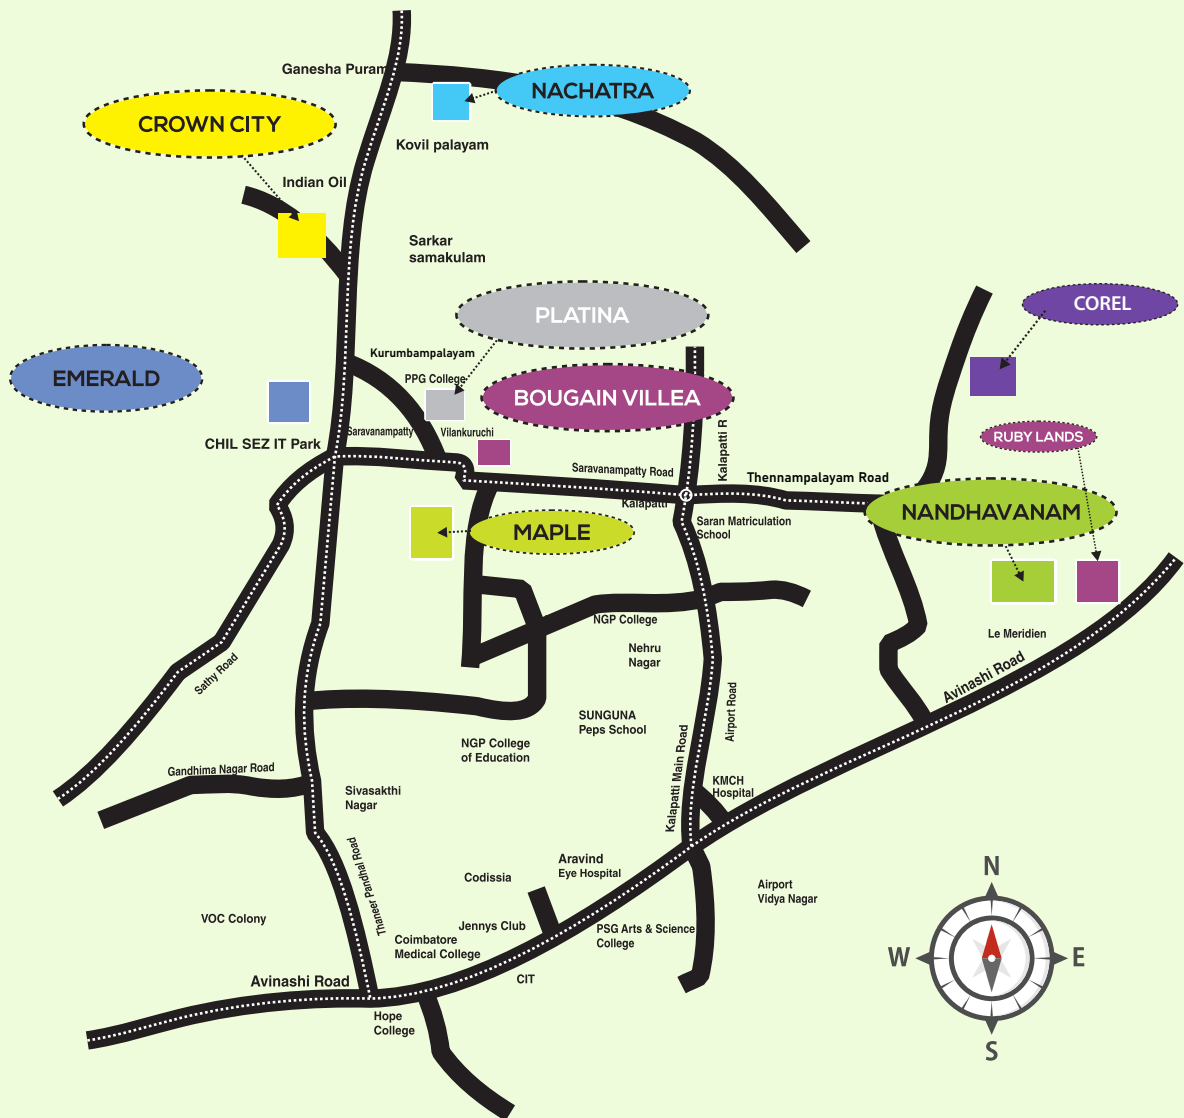 Ganesha Puram
NACHATRA
CROWN CITY
Kovil palayam
Indian Oil
Sarkar
samakulam
PLATINA
COREL
Kurumbampalayam
EMERALD
PPG College
BOUGAIN VILLEA
Saravanampatty
Vilankuruchi
CHIL SEZ IT Park
Kalapatti R
RUBY LANDS
Saravanampatty Road
Thennampalayam Road
Kalapatti
NANDHAVANAM
MAPLE
Saran Matriculation
School
NGP College
Le Meridien
Nehru
Nagar
Sathy Road
Avinashi Road
SUNGUNA
Peps School
Airport Road
NGP College
of Education
Kalapatti Main Road
Gandhima Nagar Road
KMCH
Hospital
Sivasakthi
Nagar
Thaneer Pandhal Road
Aravind
Eye Hospital
Codissia
Airport
Vidya Nagar
VOC Colony
Jennys Club
PSG Arts & Science
College
Coimbatore
Medical College
Avinashi Road
CIT
Hope
College
N
W
E
S